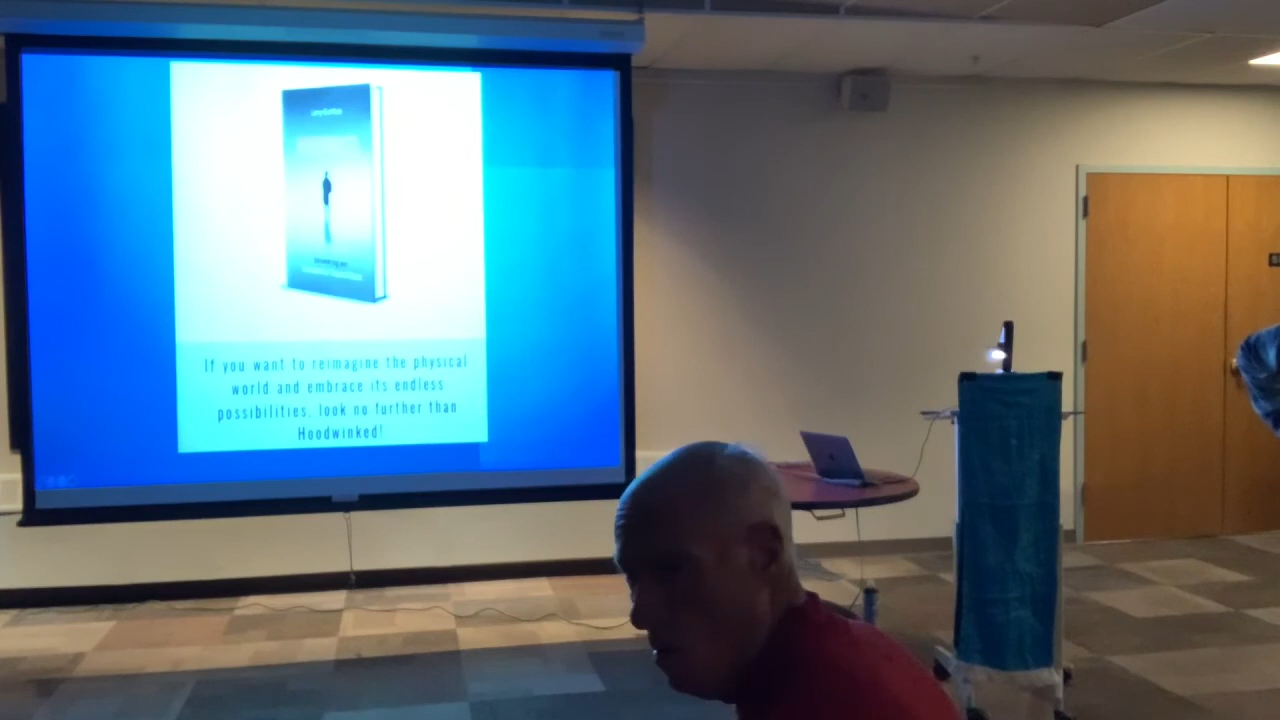 If you want to reimagine the physical
world and embrace its endless
possibilities, look no further than
Hoodwinked!